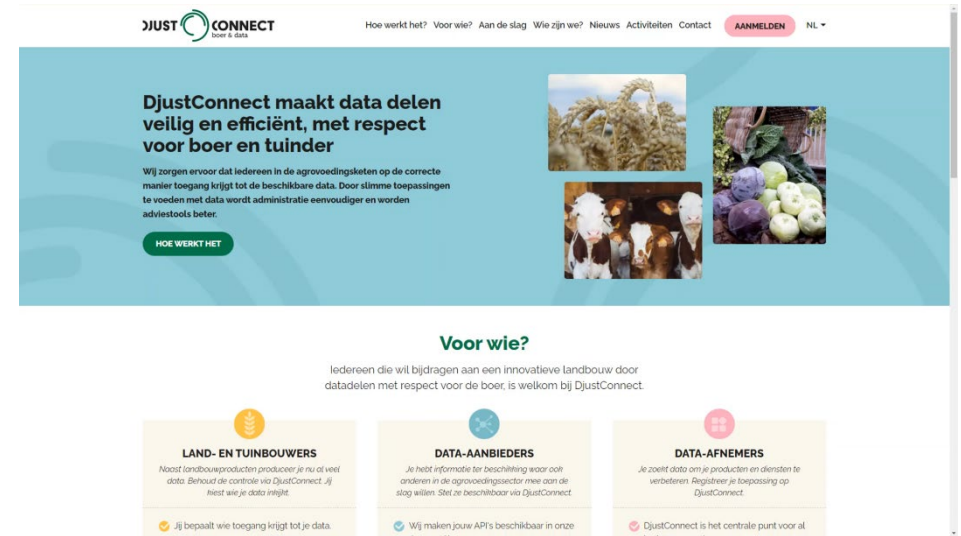 DJUST CONNECT
boer & data
Hoe werkt het? Voor wie? Aan de slag Wie zijn we? Nieuws Activiteiten Contact AANMELDEN NL
DjustConnect maakt data delen
veilig en efficiënt, met respect
voor boer en tuinder
Wij zorgen ervoor dat iedereen in de agrovoedingsketen op de correcte
manier toegang krijgt tot de beschikbare data. Door slimme toepassingen
te voeden met data wordt administratie eenvoudiger en worden
adviestools beter.
HOE WERKT HET
Voor wie?
Iedereen die wil bijdragen aan een innovatieve landbouw door
datadelen met respect voor de boer, is welkom bij DjustConnect.
LAND- EN TUINBOUWERS
Naast landbouwproducten produceer je nu al veel
data. Behoud de controle via DjustConnect. Jij
kiest wie je data inkijkt.
Jij bepaalt wie toegang krijgt tot je data.
DATA-AANBIEDERS
Je hebt informatie ter beschikking waar ook
anderen in de agrovoedingssector mee aan de
slag willen. Stel ze beschikbaar via DjustConnect.
Wij maken jouw API's beschikbaar in onze
DATA-AFNEMERS
Je zoekt data om je producten en diensten te
verbeteren. Registreer je toepassing op
DjustConnect.
DjustConnect is het centrale punt voor al